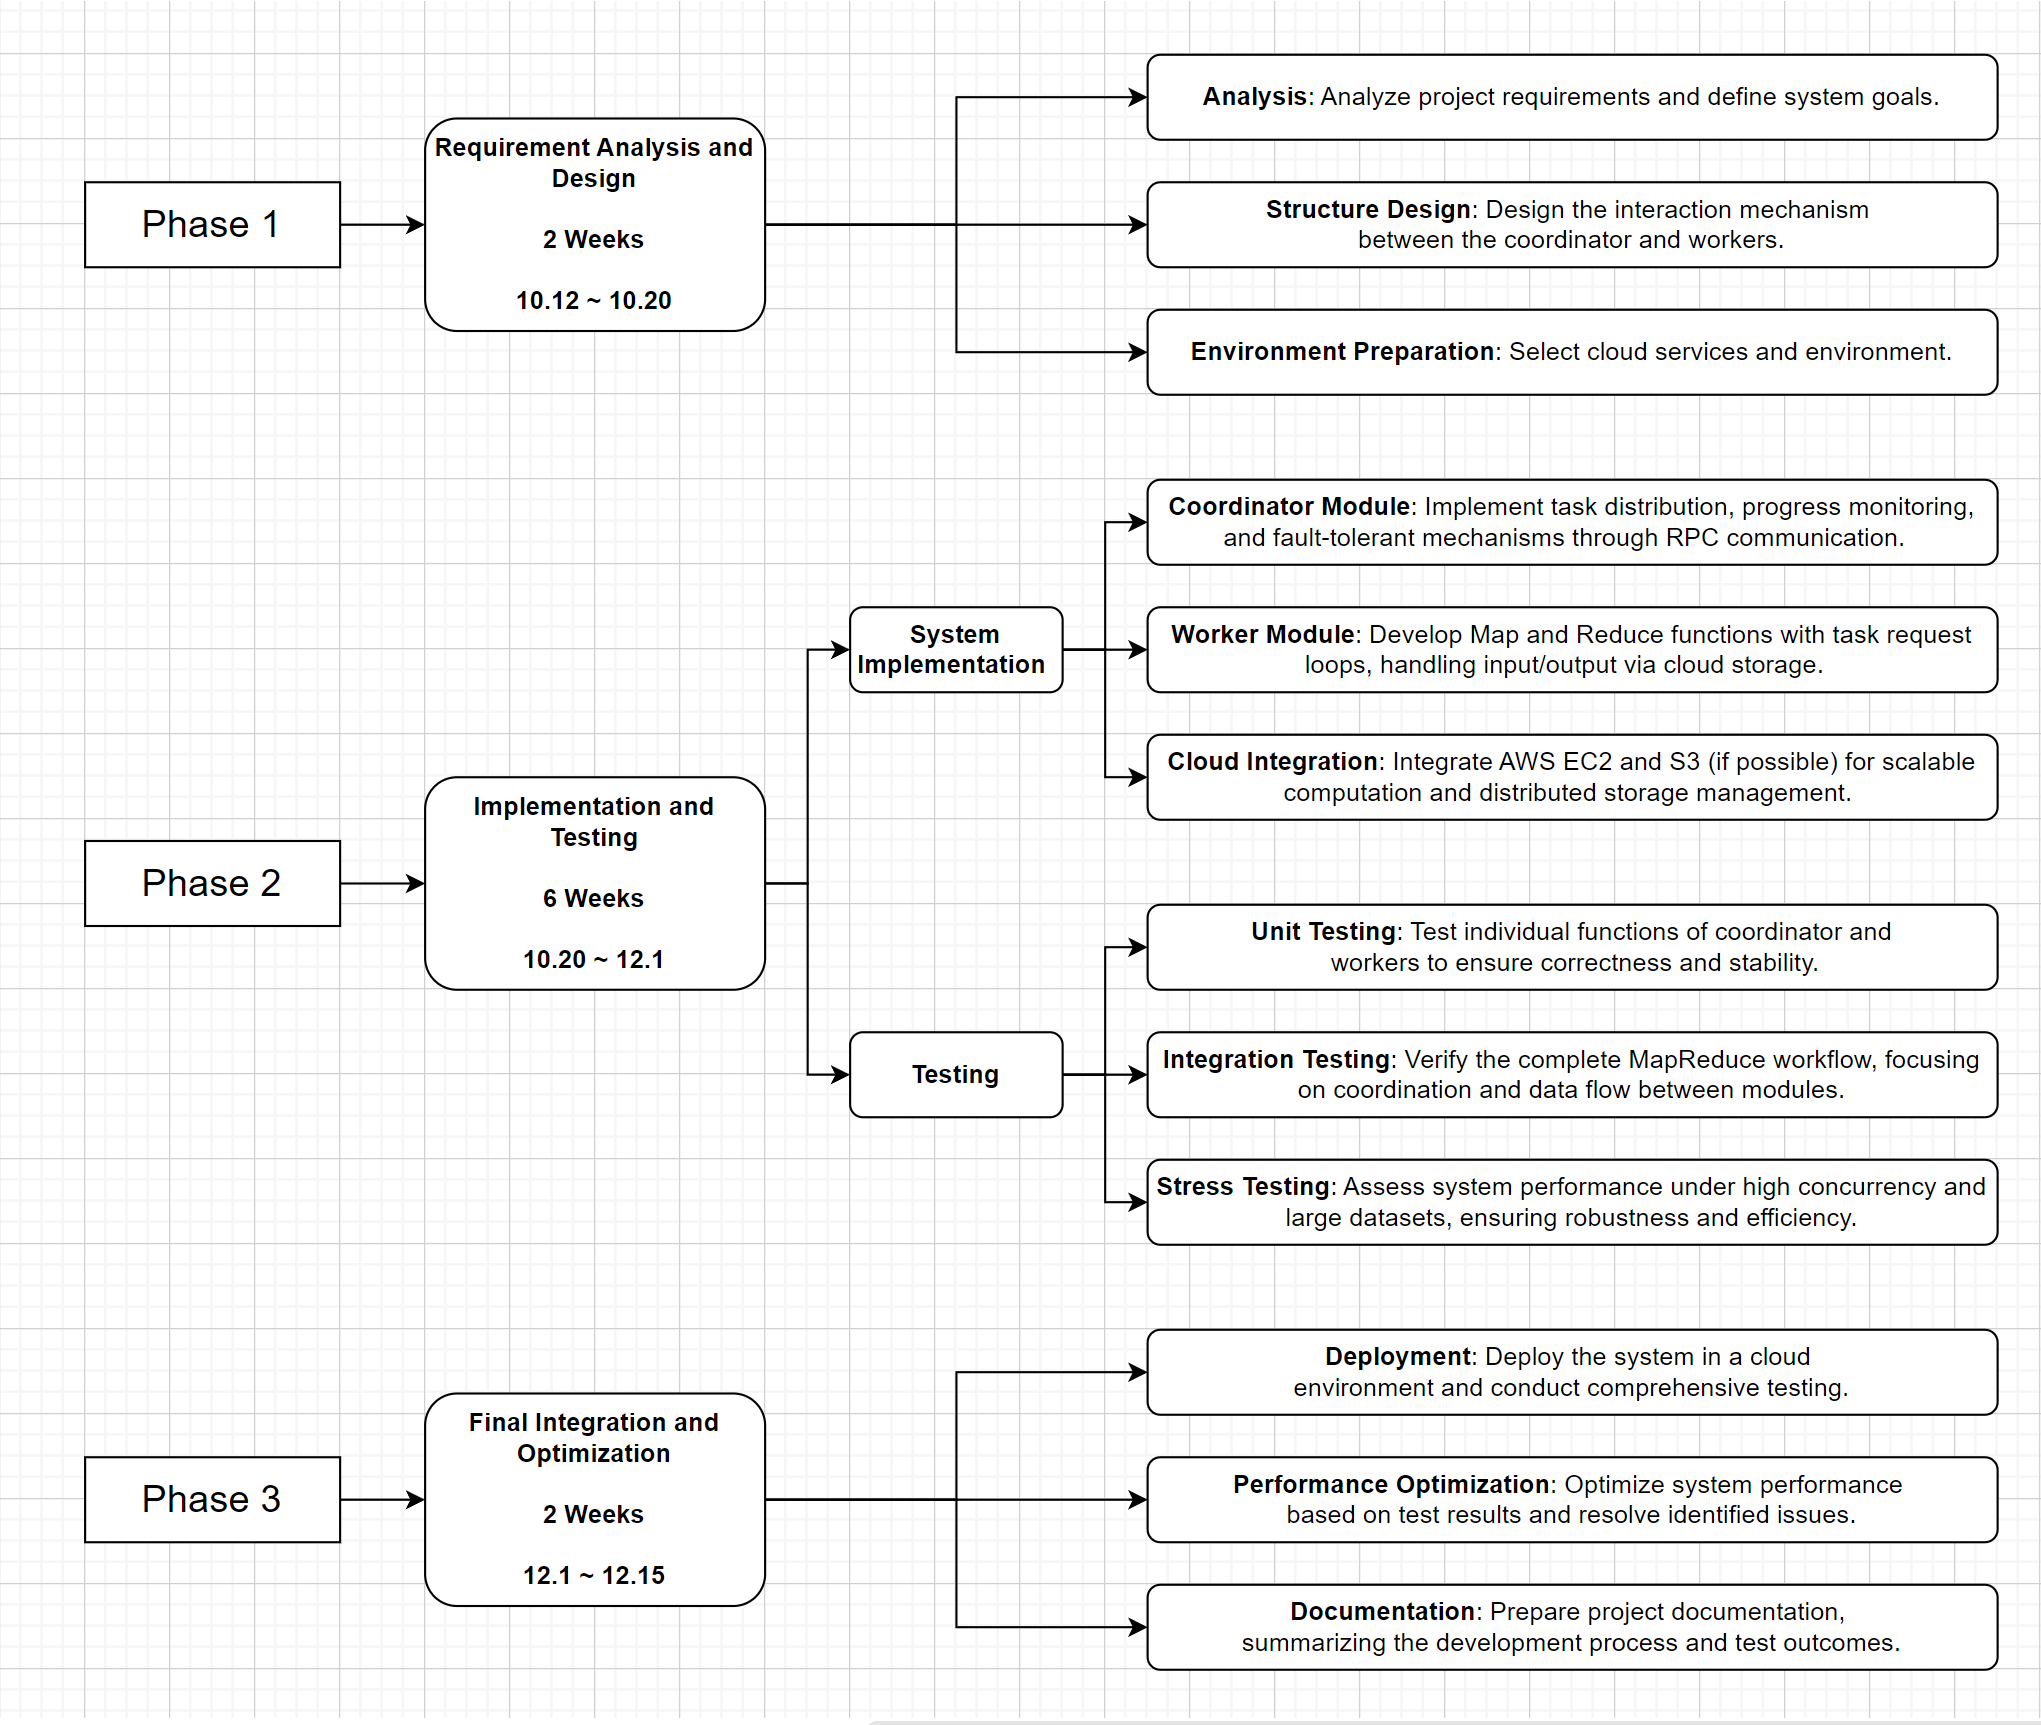 Phase 1
Requirement Analysis and
Design
2 Weeks
10.12 ~ 10.20
Analysis: Analyze project requirements and define system goals.
Structure Design: Design the interaction mechanism
between the coordinator and workers.
Environment Preparation: Select cloud services and environment.
Phase 2
Implementation and
Testing
6 Weeks
10.20 ~ 12.1
System
Implementation
Coordinator Module: Implement task distribution, progress monitoring,
and fault-tolerant mechanisms through RPC communication.
Worker Module: Develop Map and Reduce functions with task request
loops, handling input/output via cloud storage.
Cloud Integration: Integrate AWS EC2 and S3 (if possible) for scalable
computation and distributed storage management.
Testing
Unit Testing: Test individual functions of coordinator and
workers to ensure correctness and stability.
Integration Testing: Verify the complete MapReduce workflow, focusing
on coordination and data flow between modules.
Stress Testing: Assess system performance under high concurrency and
large datasets, ensuring robustness and efficiency.
Phase 3
Final Integration and
Optimization
2 Weeks
12.1 ~ 12.15
Deployment: Deploy the system in a cloud
environment and conduct comprehensive testing.
Performance Optimization: Optimize system performance
based on test results and resolve identified issues.
Documentation: Prepare project documentation,
summarizing the development process and test outcomes.